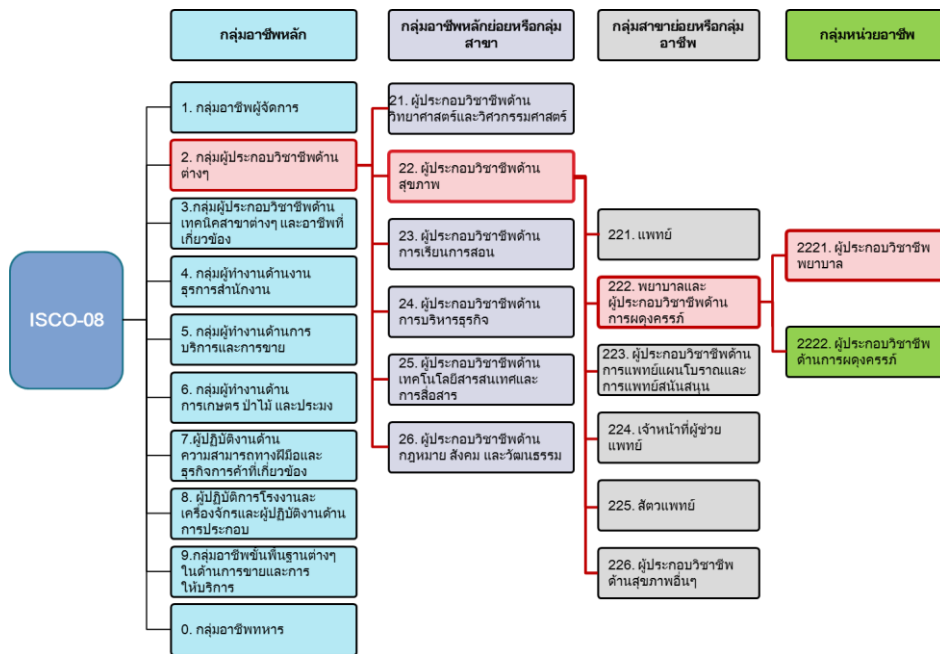 กลุ่มอาชีพหลัก
กลุ่มอาชีพหลักย่อยหรือกลุ่ม
สาขา
กลุ่มสาขาย่อยหรือกลุ่ม
อาชีพ
กลุ่มหน่วยอาชีพ
ISCO-08
1. กลุ่มอาชีพผู้จัดการ
2. กลุ่มผู้ประกอบวิชาชีพด้าน
ต่างๆ
3.กลุ่มผู้ประกอบวิชาชีพด้าน
เทคนิคสาขาต่างๆ และอาชีพที่
เกี่ยวข้อง
4. กลุ่มผู้ทำงานด้านงาน
ธุรการสำนักงาน
5. กลุ่มผู้ทำงานด้านการ
บริการและการขาย
6. กลุ่มผู้ทำงานด้าน
การเกษตร ป่าไม้ และประมง
7.ผู้ปฏิบัติงานด้าน
ความสามารถทางฝีมือและ
ธุรกิจการค้าที่เกี่ยวข้อง
8. ผู้ปฏิบัติการโรงงานละ
เครื่องจักรและผู้ปฏิบัติงานด้าน
การประกอบ
9.กลุ่มอาชีพขั้นพื้นฐานต่างๆ
ในด้านการขายและการ
ให้บริการ
0. กลุ่มอาชีพทหาร
21. ผู้ประกอบวิชาชีพด้าน
วิทยาศาสตร์และวิศวกรรมศาสตร์
22. ผู้ประกอบวิชาชีพด้าน
สุขภาพ
23. ผู้ประกอบวิชาชีพด้าน
การเรียนการสอน
24. ผู้ประกอบวิชาชีพด้าน
การบริหารธุรกิจ
25. ผู้ประกอบวิชาชีพด้าน
เทคโนโลยีสารสนเทศและ
การสื่อสาร
26. ผู้ประกอบวิชาชีพด้าน
กฎหมาย สังคม และวัฒนธรรม
221. แพทย์
222. พยาบาลและ
ผู้ประกอบวิชาชีพด้าน
การผดุงครรภ์
223. ผู้ประกอบวิชาชีพด้าน
การแพทย์แผนโบราณและ
การแพทย์สนันสนุน
224. เจ้าหน้าที่ผู้ช่วย
แพทย์
225. สัตวแพทย์
226. ผู้ประกอบวิชาชีพ
ด้านสุขภาพอื่นๆ
2221. ผู้ประกอบวิชาชีพ
พยาบาล
2222. ผู้ประกอบวิชาชีพ
ด้านการผดุงครรภ์